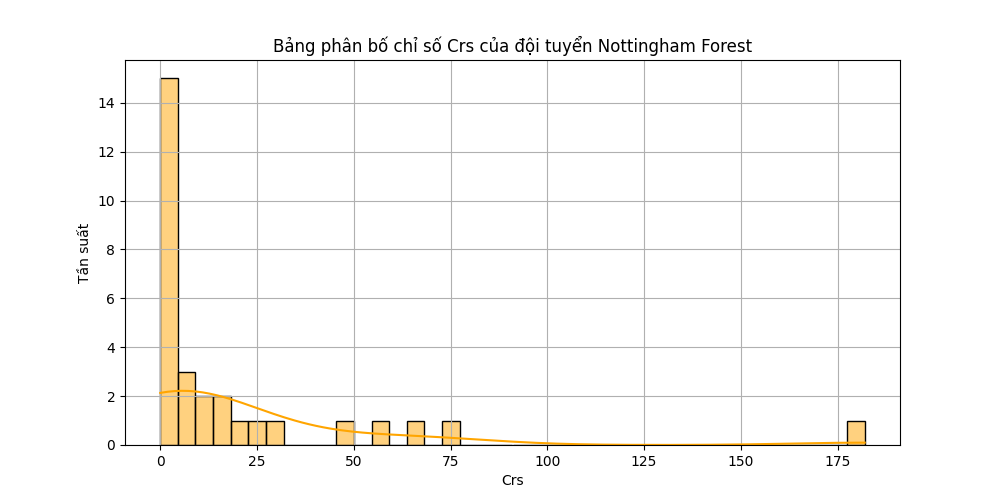 Bảng phân bố chỉ số Crs của đội tuyển Nottingham Forest
14
12
10
8
6
4
2
0
Tần suất
0 25 50 75 100 125 150 175
Crs